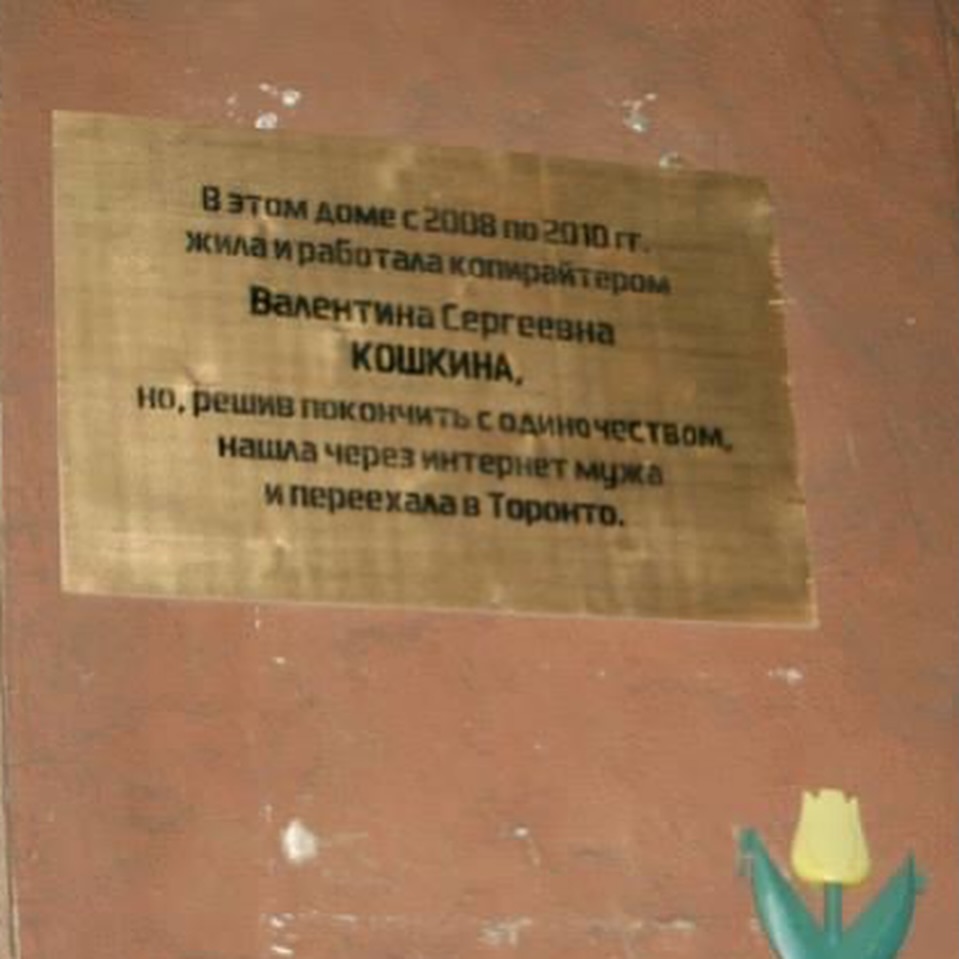 В этом доме с 2008 по 2010 гг.
жила и работала копирайтером
Валентина Сергеевна
КОШКИНА,
но, решив покончить с одиночеством,
нашла через интернет мужа
и переехала в Торонто.